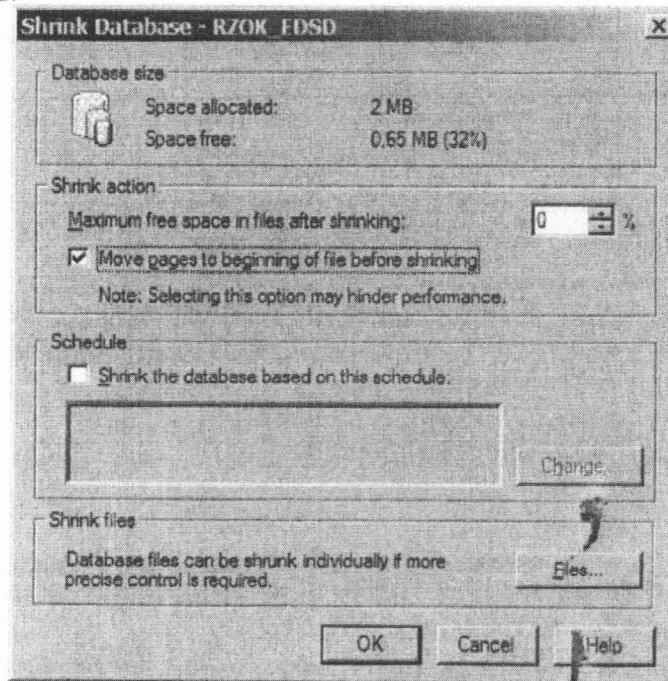 Shrink Database - RZOK_EDSD
Database size
Space allocated: 2 MB
Space free: 0,65 MB (32%)
Shrink action
Maximum free space in files after shrinking: 0 %
Move pages to beginning of file before shrinking
Note: Selecting this option may hinder performance.
Schedule
Shrink the database based on this schedule:
Change
Shrink files
Database files can be shrunk individually if more
precise control is required.
Files...
OK Cancel Help